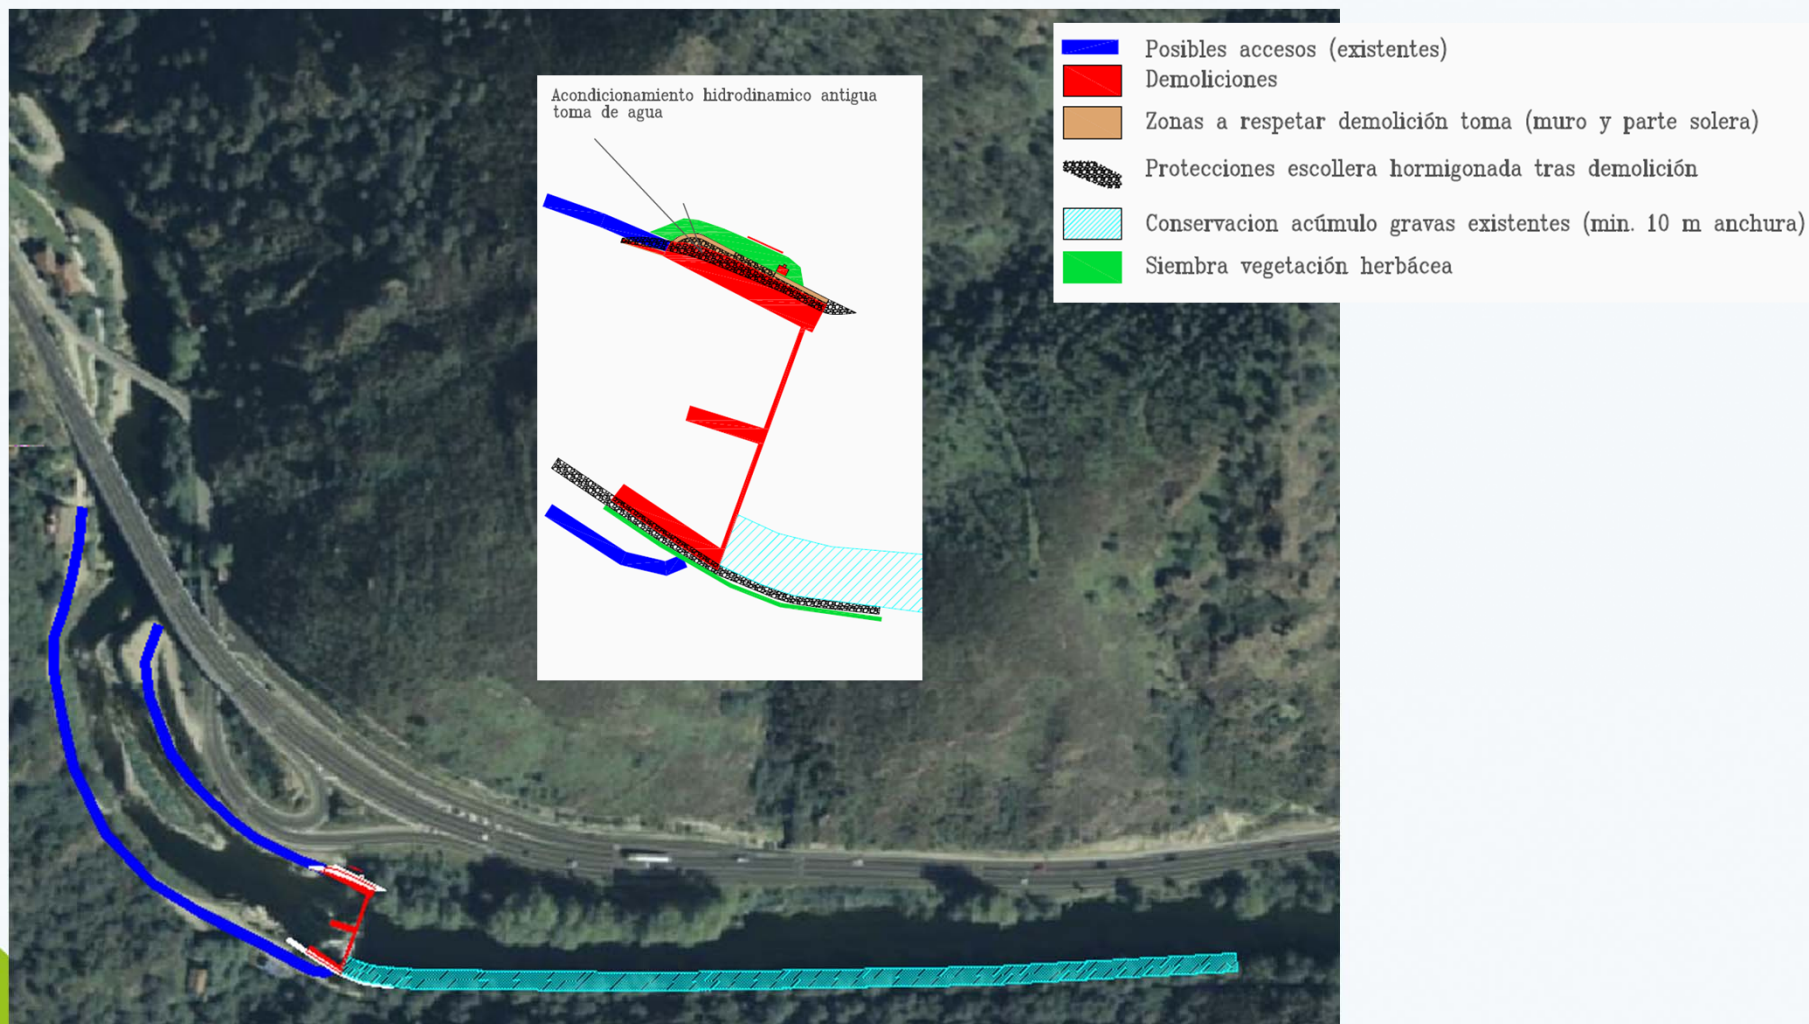 Acondicionamiento hidrodinamico antigua
toma de agua
Posibles accesos (existentes)
Demoliciones
Zonas a respetar demolición toma (muro y parte solera)
Protecciones escollera hormigonada tras demolición
Conservacion acúmulo gravas existentes (min. 10 m anchura)
Siembra vegetación herbácea